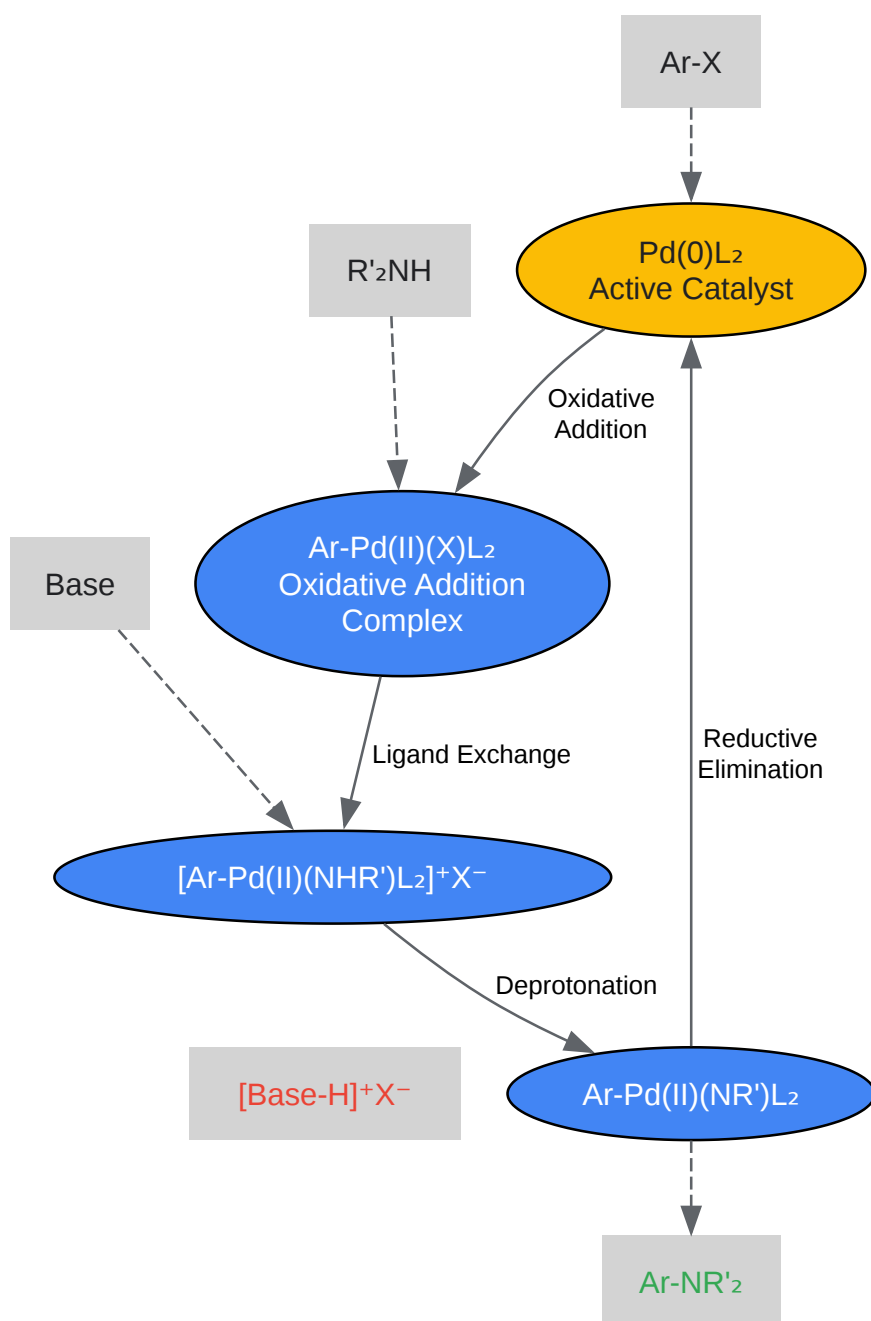 Ar-X
R'₂NH
Pd(0)L₂
Active Catalyst
Oxidative
Addition
Ar-Pd(II)(X)L₂
Oxidative Addition
Complex
Base
Ligand Exchange
Reductive
Elimination
[Ar-Pd(II)(NHR')L₂]⁺X⁻
Deprotonation
[Base-H]⁺X⁻
Ar-Pd(II)(NR')L₂
Ar-NR'₂